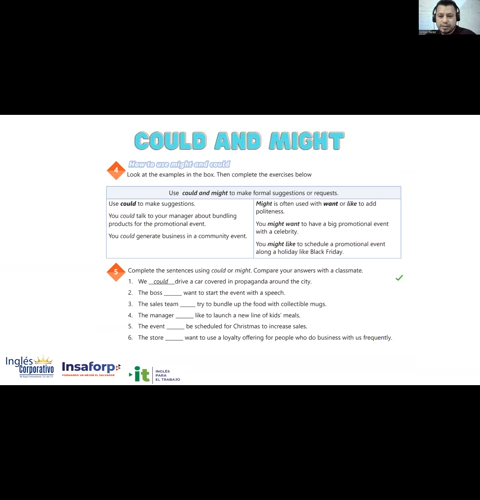 COULD AND MIGHT
4 How to use might and could
Look at the examples in the box. Then complete the exercises below
Use could and might to make formal suggestions or requests.
Use could to make suggestions.
You could talk to your manager about bundling
products for the promotional event.
You could generate business in a community event.
Might is often used with want or like to add
politeness.
You might want to have a big promotional event
with a celebrity.
You might like to schedule a promotional event
along a holiday like Black Friday.
5 Complete the sentences using could or might. Compare your answers with a classmate.
1. We __could__drive a car covered in propaganda around the city.
2. The boss ______ want to start the event with a speech.
3. The sales team _____ try to bundle up the food with collectible mugs.
4. The manager ______ like to launch a new line of kids' meals.
5. The event ______ be scheduled for Christmas to increase sales.
6. The store ______ want to use a loyalty offering for people who do business with us frequently.
Inglés
Corporativo
Insaforp
it
INGLÉS
PARA
EL TRABAJO